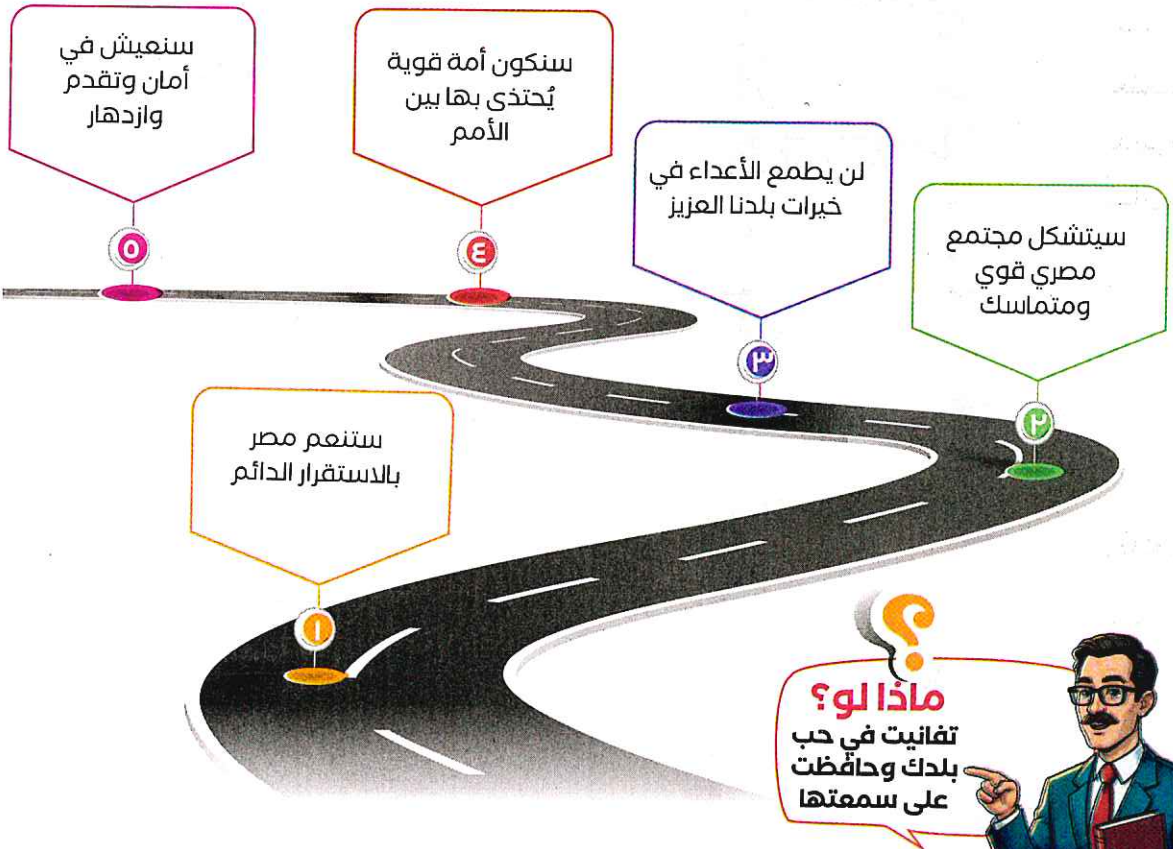 ماذا لو؟
تفانيت في حب
بلدك وحافظت
على سمعتها
؟
ستنعم مصر
بالاستقرار الدائم
١
سيتشكل مجتمع
مصري قوي
ومتماسك
٢
لن يطمع الأعداء في
خيرات بلدنا العزيز
٣
سنكون أمة قوية
يُحتذى بها بين
الأمم
٤
سنعيش في
أمان وتقدم
وازدهار
٥